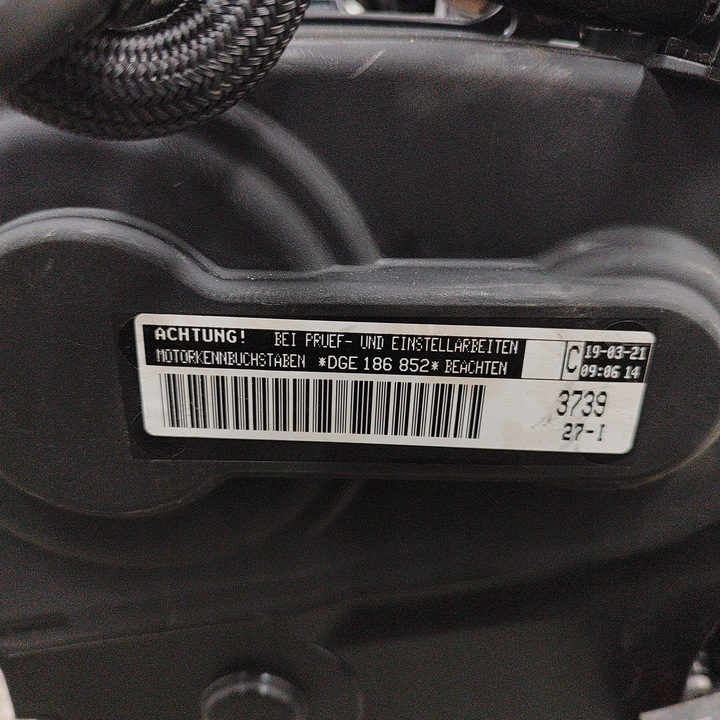 ACHTUNG! BEI PRUEF- UND EINSTELLARBEITEN
MOTORKENNBUCHSTABEN *DGE 186 852* BEACHTEN
C 19-03-21
09:06 14
3739
27-I